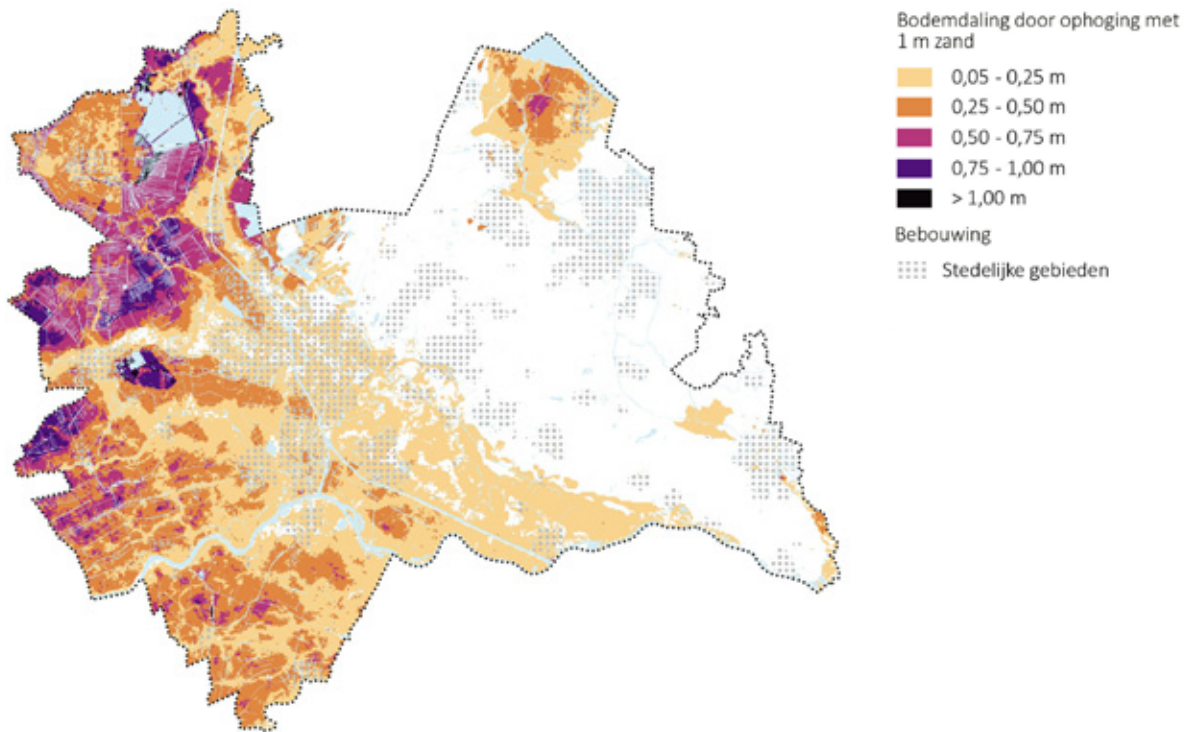 Bodemdaling door ophoging met
1 m zand
0,05 - 0,25 m
0,25 - 0,50 m
0,50 - 0,75 m
0,75 - 1,00 m
> 1,00 m
Bebouwing
Stedelijke gebieden